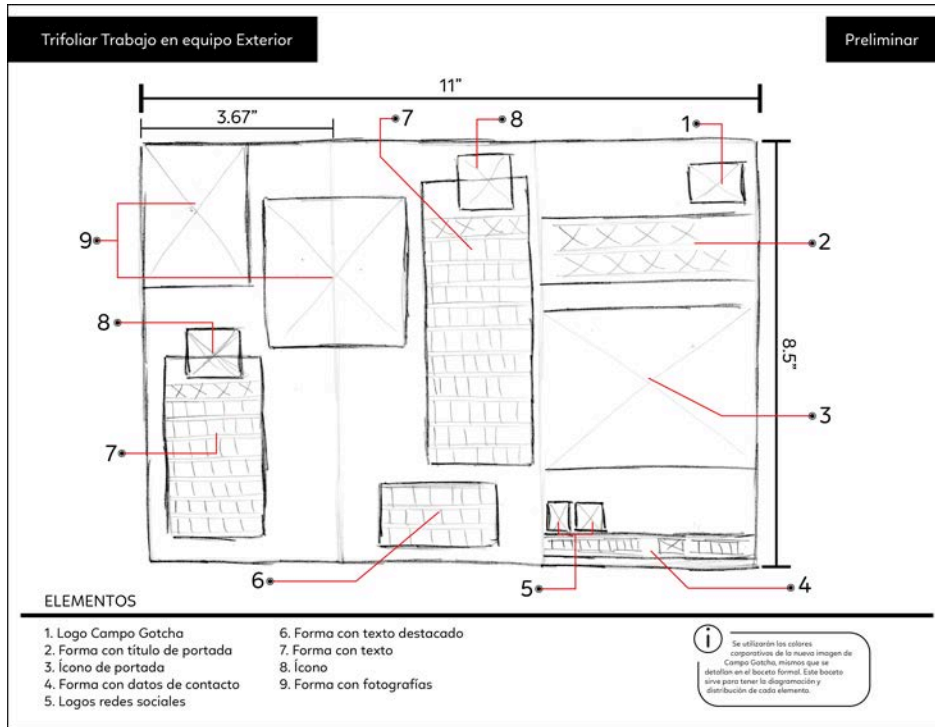 Trifoliar Trabajo en equipo Exterior
Preliminar
11”
3.67”
7
8
1
9
2
8
8.5”
3
7
6
5
4
ELEMENTOS
1. Logo Campo Gotcha
2. Forma con título de portada
3. Ícono de portada
4. Forma con datos de contacto
5. Logos redes sociales
6. Forma con texto destacado
7. Forma con texto
8. Ícono
9. Forma con fotografías
i
Se utilizarán los colores
corporativos de la nueva imagen de
Campo Gotcha, mismos que se
detallan en el boceto formal. Este boceto
sirve para tener la diagramación y
distribución de cada elemento.